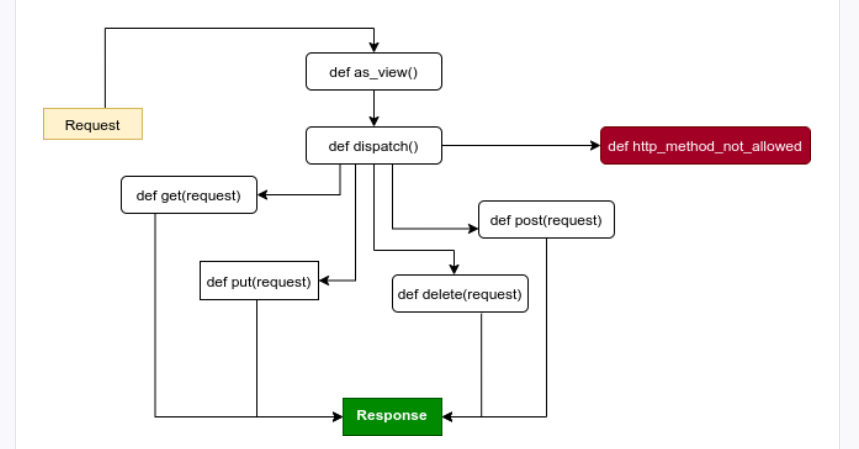 def as_view()
Request
def dispatch()
def http_method_not_allowed
def get(request)
def post(request)
def put(request)
def delete(request)
Response